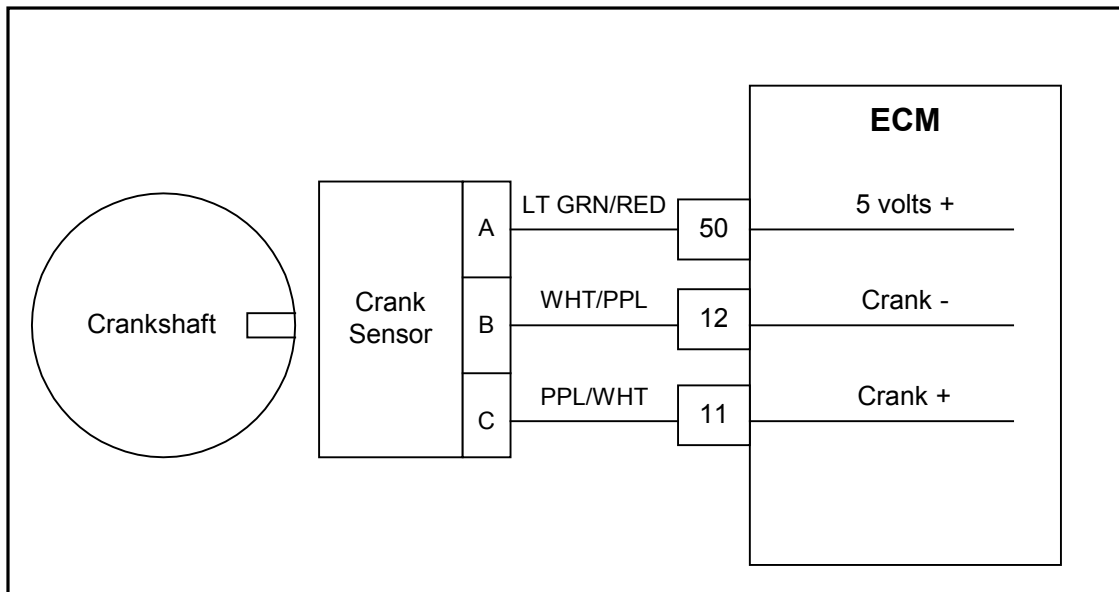 ECM
LT GRN/RED
5 volts +
A
50
Crankshaft
Crank
Sensor
WHT/PPL
Crank -
B
12
PPL/WHT
Crank +
C
11